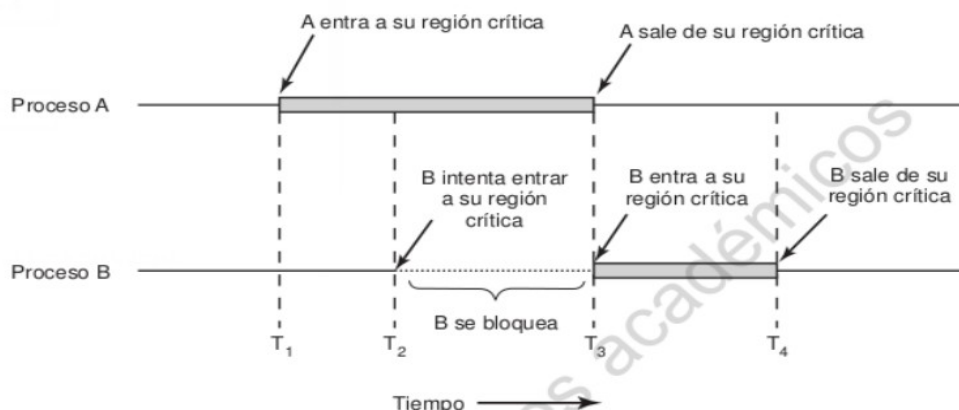 A entra a su región crítica
A sale de su región crítica
Proceso A
B intenta entrar
a su región
crítica
B entra a su
región crítica
B sale de su
región crítica
Proceso B
B se bloquea
T1
T2
T3
T4
Tiempo
s académicos